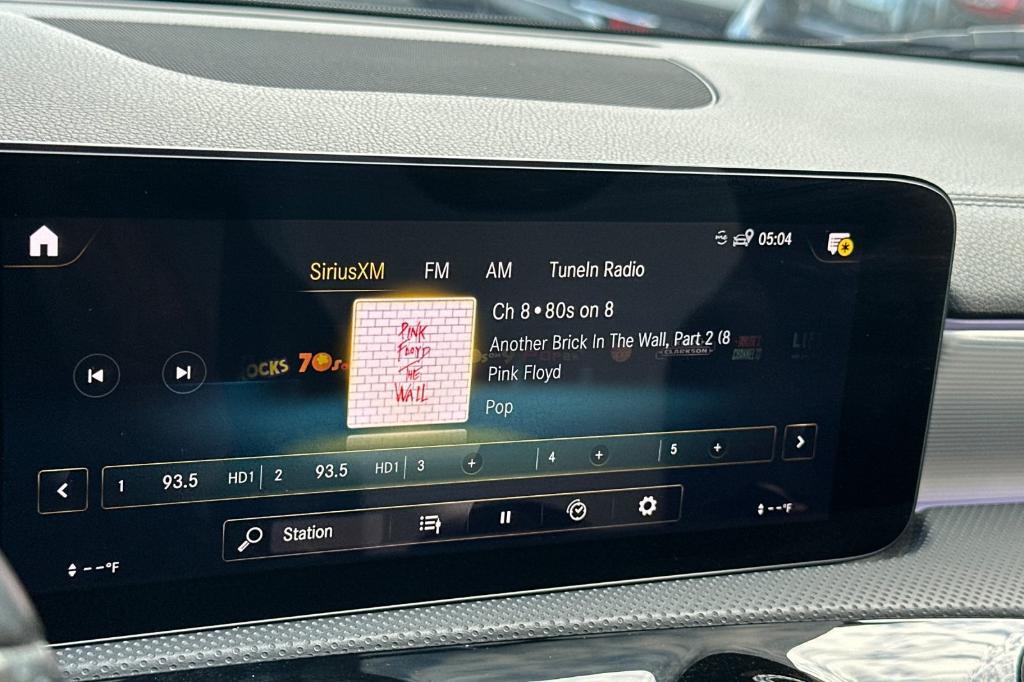 05:04
SiriusXM FM AM TuneIn Radio
Ch 8 • 80s on 8
Another Brick In The Wall, Part 2 (8
Pink Floyd
Pop
PINK
FLOYD
THE
WALL
OCKS 70s
CLARKSON
LI
1 93.5 HD1 2 93.5 HD1 3 + 4 + 5 +
Station
--°F
--°F